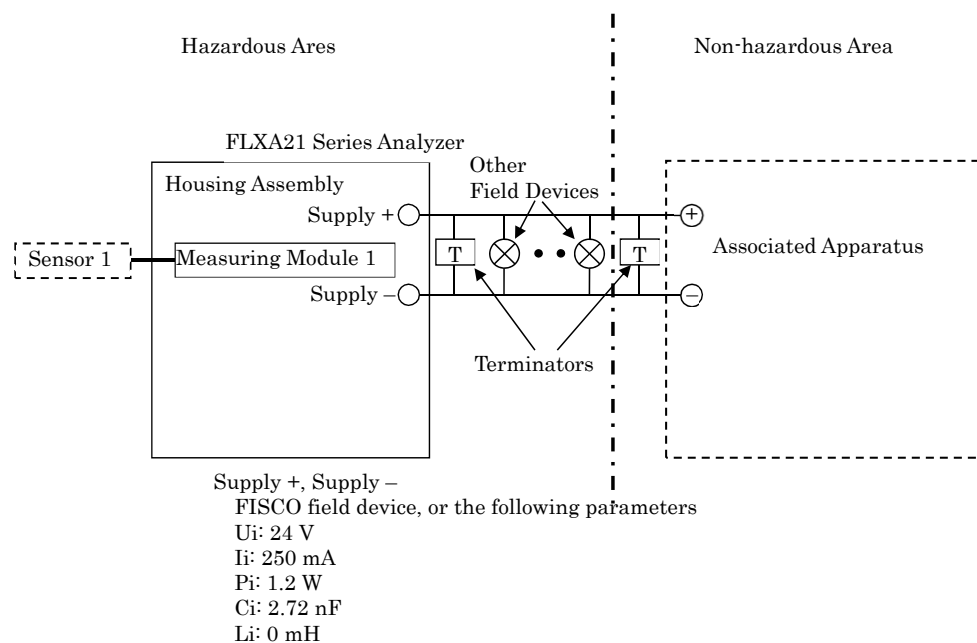 Hazardous Ares
Non-hazardous Area
FLXA21 Series Analyzer
Other
Field Devices
Housing Assembly
Supply +
+
Sensor 1
Measuring Module 1
T
T
Associated Apparatus
Supply –
–
Terminators
Supply +, Supply –
FISCO field device, or the following parameters
Ui: 24 V
Ii: 250 mA
Pi: 1.2 W
Ci: 2.72 nF
Li: 0 mH